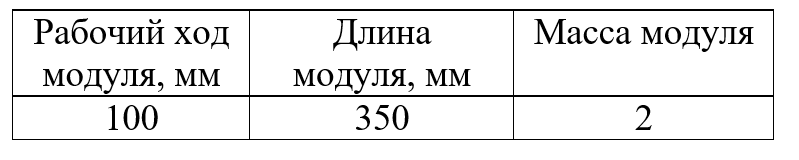 Рабочий ход Длина Масса модуля
модуля, мм модуля, мм
100 350 2